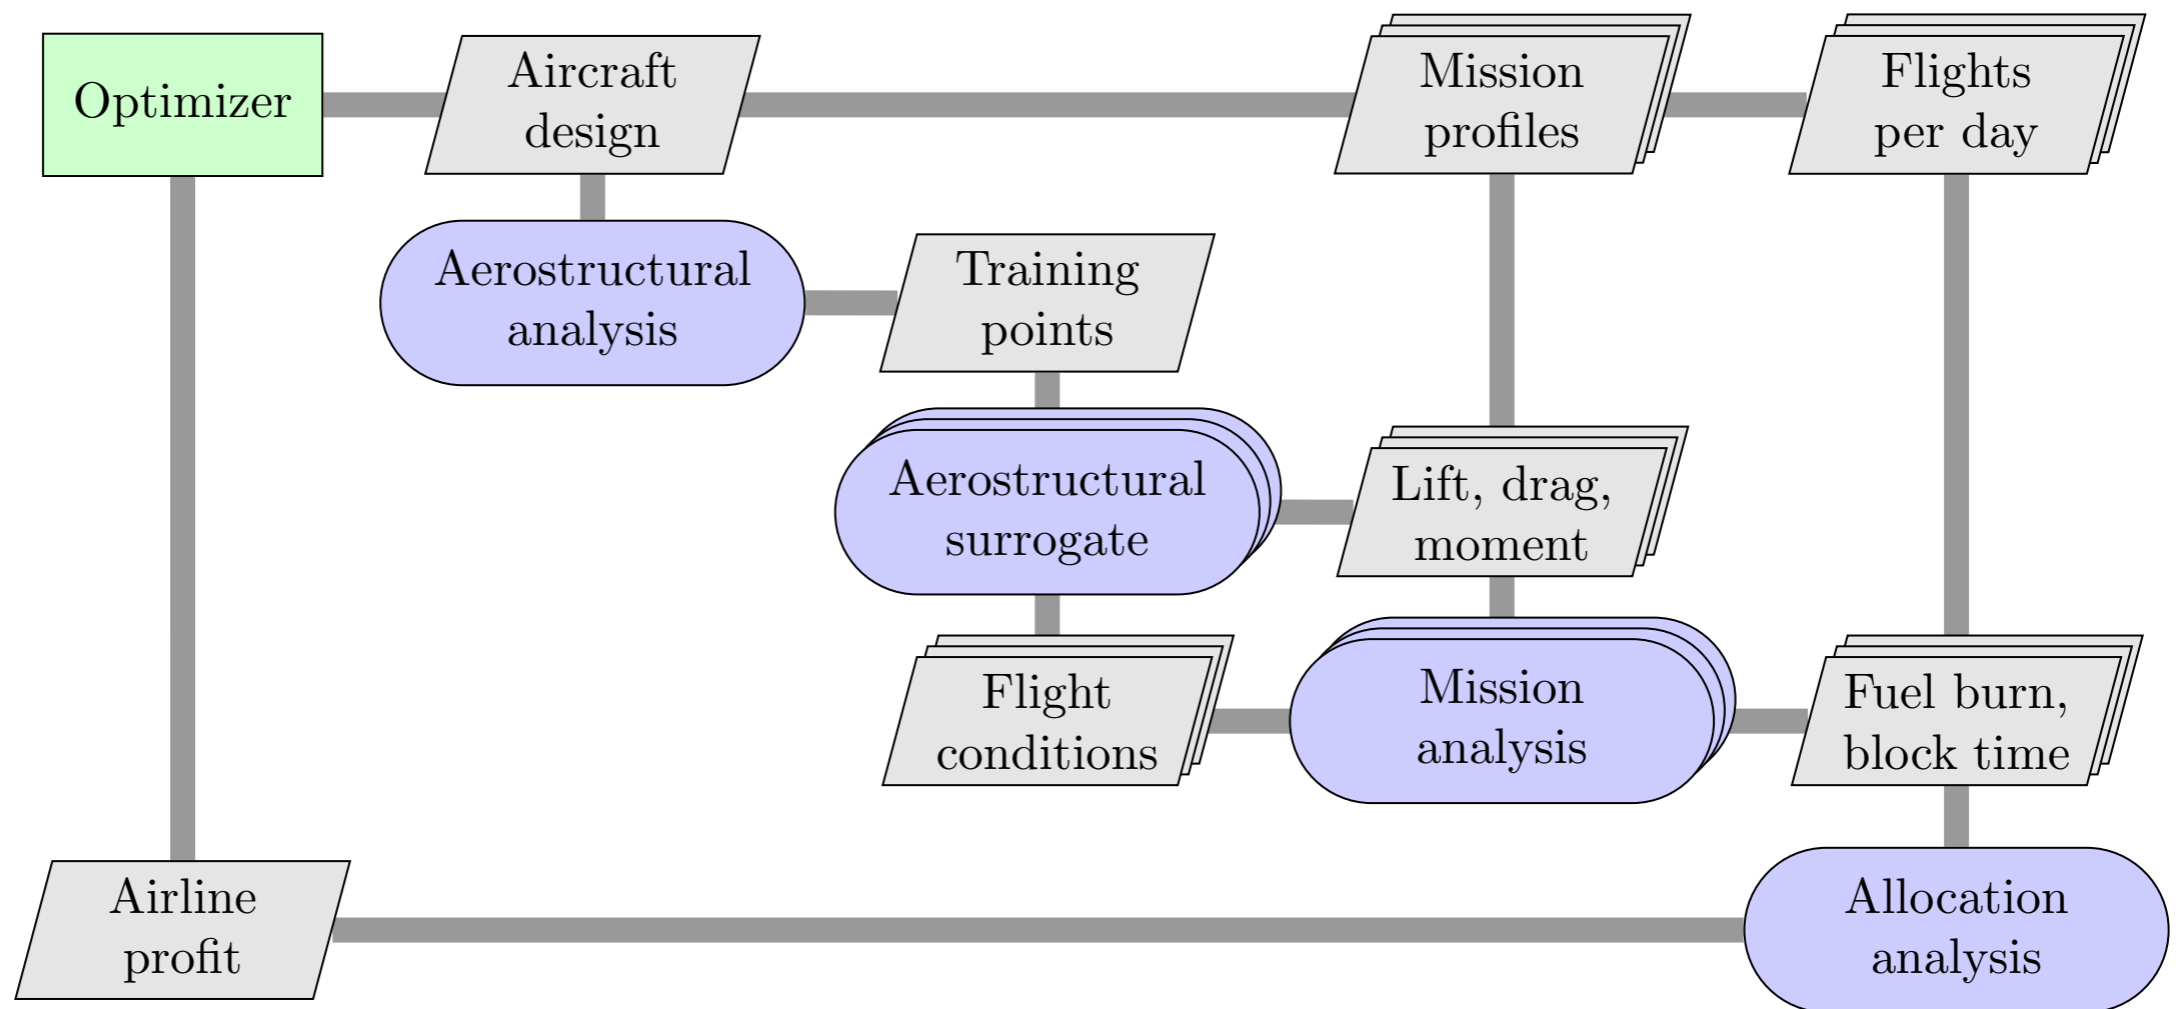 Optimizer
Aircraft
design
Mission
profiles
Flights
per day
Aerostructural
analysis
Training
points
Aerostructural
surrogate
Lift, drag,
moment
Flight
conditions
Mission
analysis
Fuel burn,
block time
Airline
profit
Allocation
analysis